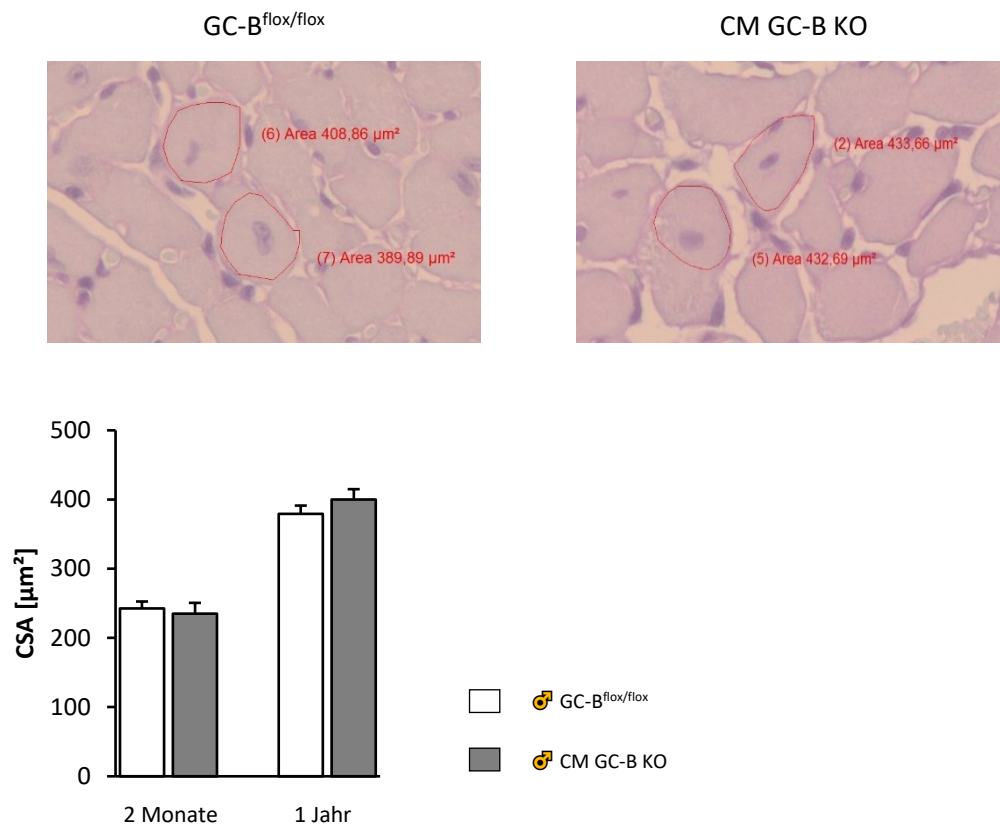 GC-Bflox/flox
CM GC-B KO
(6) Area 408,86 µm²
(7) Area 389,89 µm²
(2) Area 433,66 µm²
(5) Area 432,69 µm²
CSA [µm²]
500
400
300
200
100
0
2 Monate
1 Jahr
♂ GC-Bflox/flox
♂ CM GC-B KO